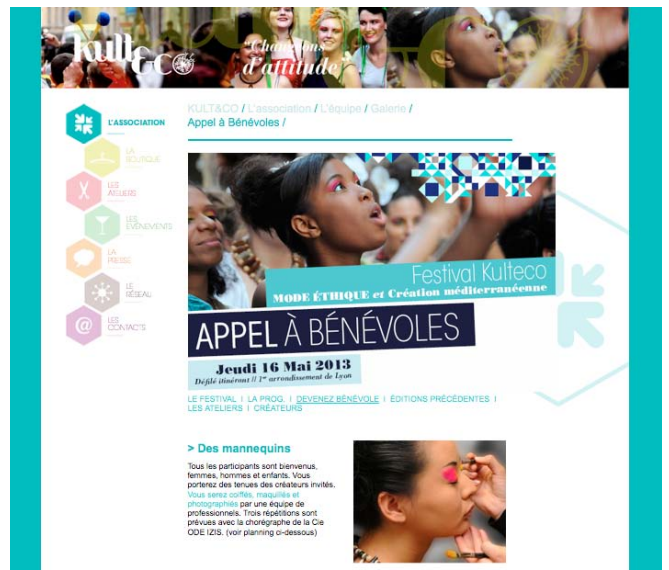 kult&co
Changeons
d'attitude
KULT&CO / L'association / L'équipe / Galerie /
Appel à Bénévoles /
L'ASSOCIATION
LA
BOUTIQUE
LES
ATELIERS
LES
ÉVÉNEMENTS
LA
PRESSE
LE
RÉSEAU
@
LES
CONTACTS
Festival Kulteco
MODE ÉTHIQUE et Création méditerranéenne
APPEL À BÉNÉVOLES
Jeudi 16 Mai 2013
Défilé itinérant // 1er arrondissement de Lyon
LE FESTIVAL I LA PROG. I DEVENEZ BÉNÉVOLE I ÉDITIONS PRÉCÉDENTES I
LES ATELIERS I CRÉATEURS
> Des mannequins
Tous les participants sont bienvenus,
femmes, hommes et enfants. Vous
porterez des tenues des créateurs invités.
Vous serez coiffés, maquillés et
photographiés par une équipe de
professionnels. Trois répétitions sont
prévues avec la chorégraphe de la Cie
ODE IZIS. (voir planning ci-dessous)